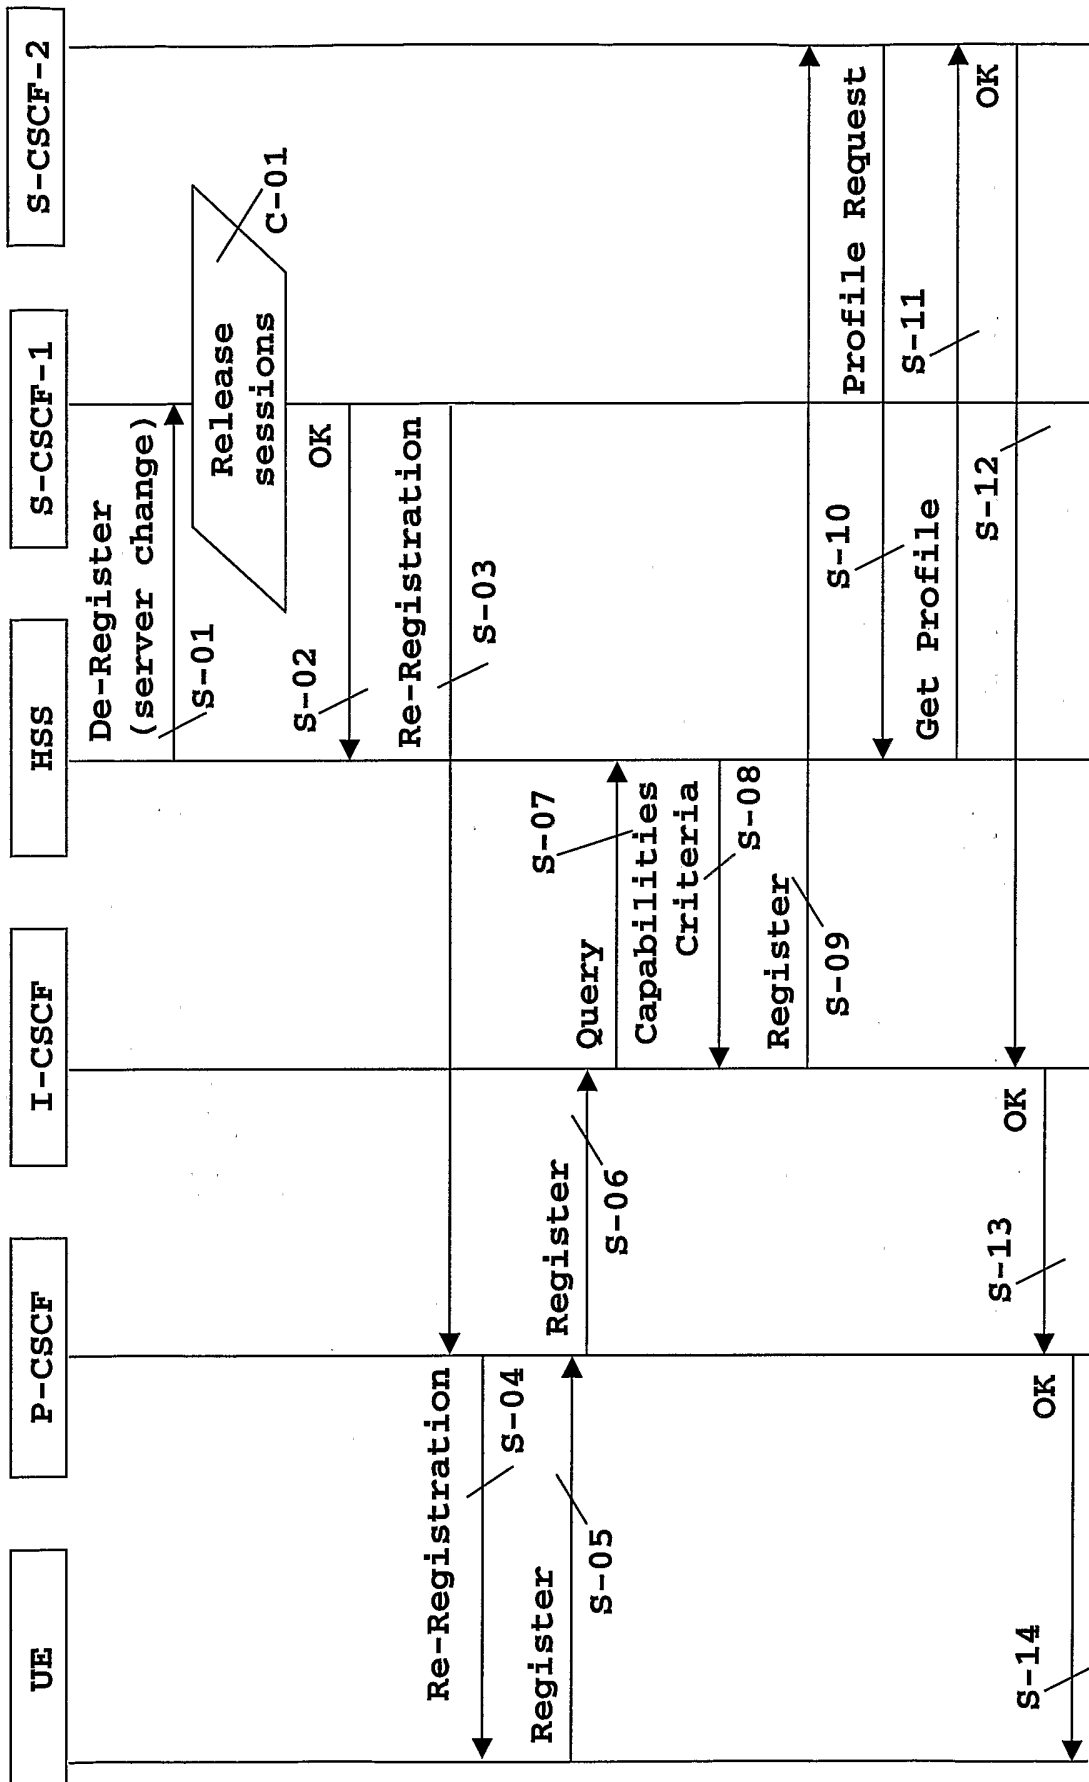 UE
P-CSCF
I-CSCF
HSS
S-CSCF-1
S-CSCF-2
De-Register
(server change)
S-01
Release
sessions
C-01
S-02
OK
Re-Registration
S-03
Re-Registration
S-04
Register
S-05
Register
S-06
Query
S-07
Capabilities
Criteria
S-08
Register
S-09
Profile Request
S-10
Get Profile
S-11
OK
S-12
OK
S-13
OK
S-14